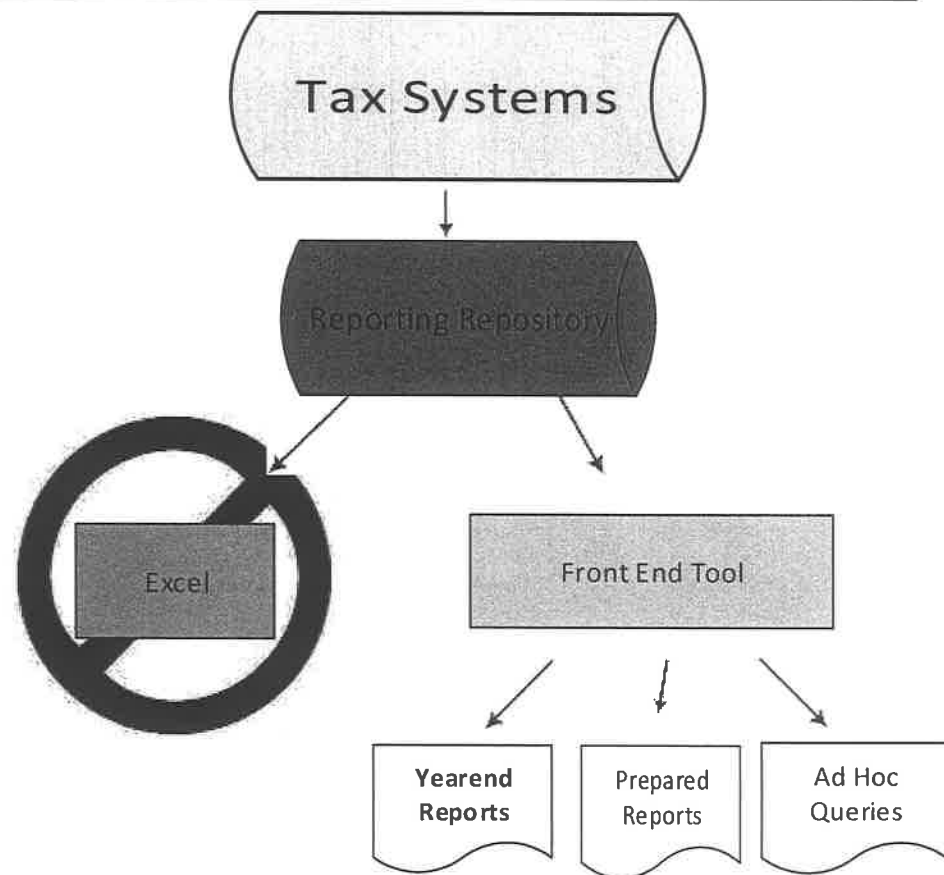 Tax Systems
Reporting Repository
Excel
Front End Tool
Yearend
Reports
Prepared
Reports
Ad Hoc
Queries